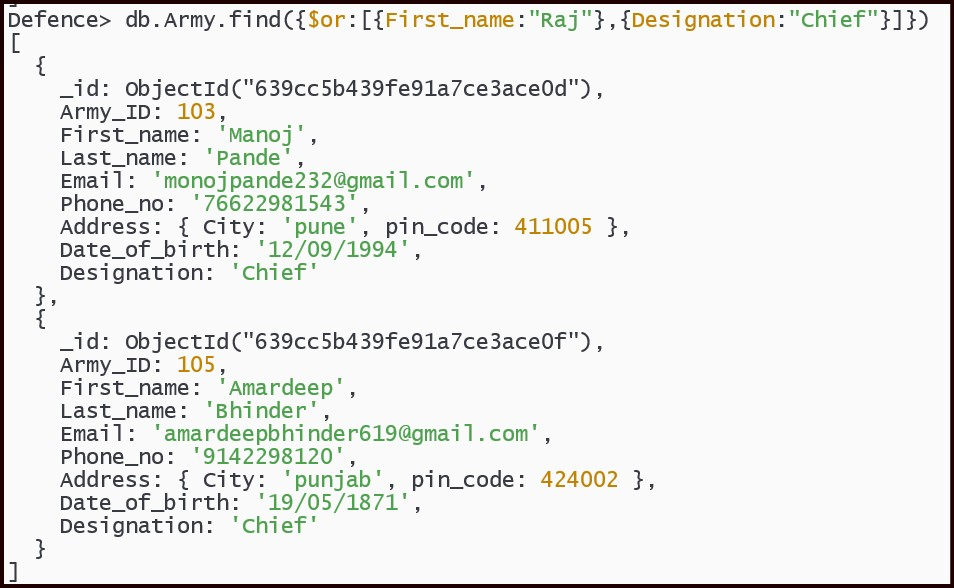 Defence> db.Army.find({$or:[{First_name:"Raj"},{Designation:"Chief"}]})
[
  {
    _id: ObjectId("639cc5b439fe91a7ce3ace0d"),
    Army_ID: 103,
    First_name: 'Manoj',
    Last_name: 'Pande',
    Email: 'monojpande232@gmail.com',
    Phone_no: '76622981543',
    Address: { City: 'pune', pin_code: 411005 },
    Date_of_birth: '12/09/1994',
    Designation: 'Chief'
  },
  {
    _id: ObjectId("639cc5b439fe91a7ce3ace0f"),
    Army_ID: 105,
    First_name: 'Amardeep',
    Last_name: 'Bhinder',
    Email: 'amardeepbhinder619@gmail.com',
    Phone_no: '9142298120',
    Address: { City: 'punjab', pin_code: 424002 },
    Date_of_birth: '19/05/1871',
    Designation: 'Chief'
  }
]